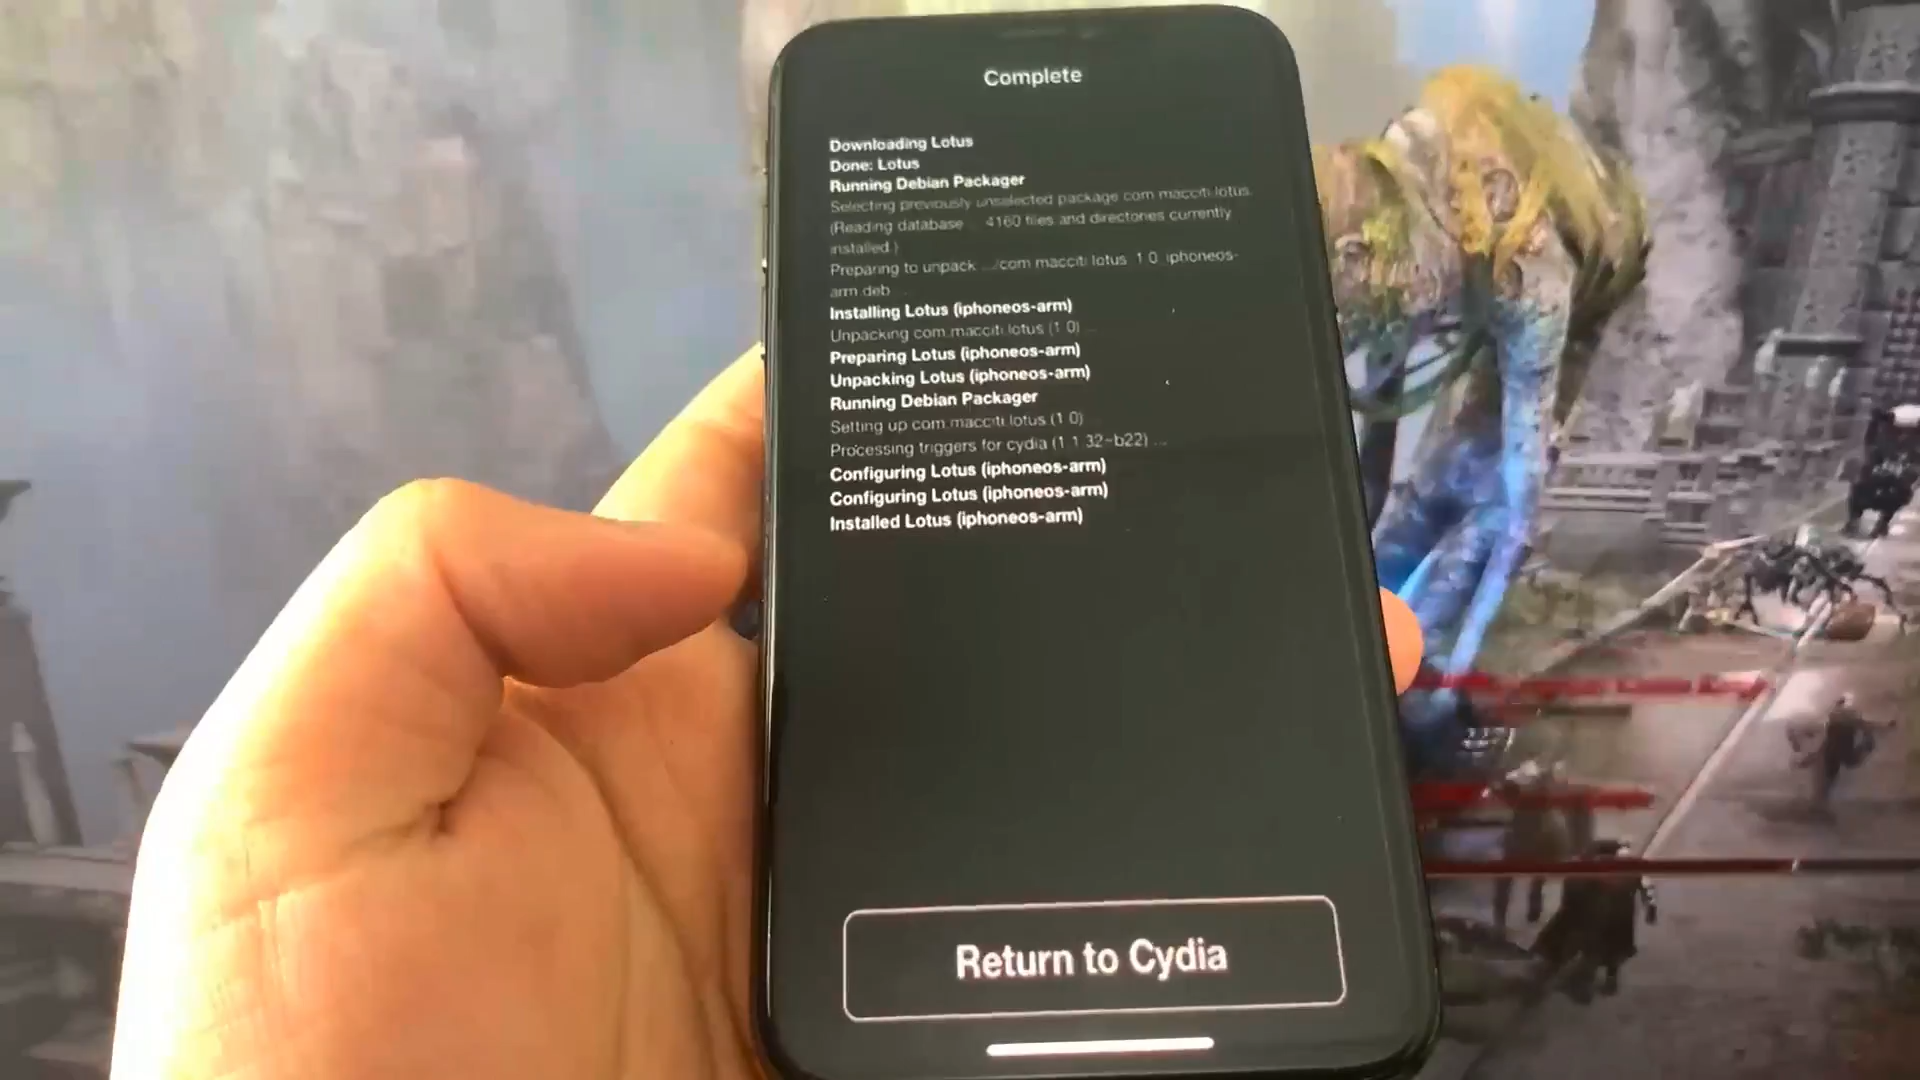 Complete
Downloading Lotus
Done: Lotus
Running Debian Packager
Selecting previously unselected package com.macciti.lotus.
(Reading database ... 4160 files and directories currently
installed.)
Preparing to unpack .../com.macciti.lotus_1.0_iphoneos-
arm.deb ...
Installing Lotus (iphoneos-arm)
Unpacking com.macciti.lotus (1.0) ...
Preparing Lotus (iphoneos-arm)
Unpacking Lotus (iphoneos-arm)
Running Debian Packager
Setting up com.macciti.lotus (1.0) ...
Processing triggers for cydia (1.1.32~b22) ...
Configuring Lotus (iphoneos-arm)
Configuring Lotus (iphoneos-arm)
Installed Lotus (iphoneos-arm)
Return to Cydia